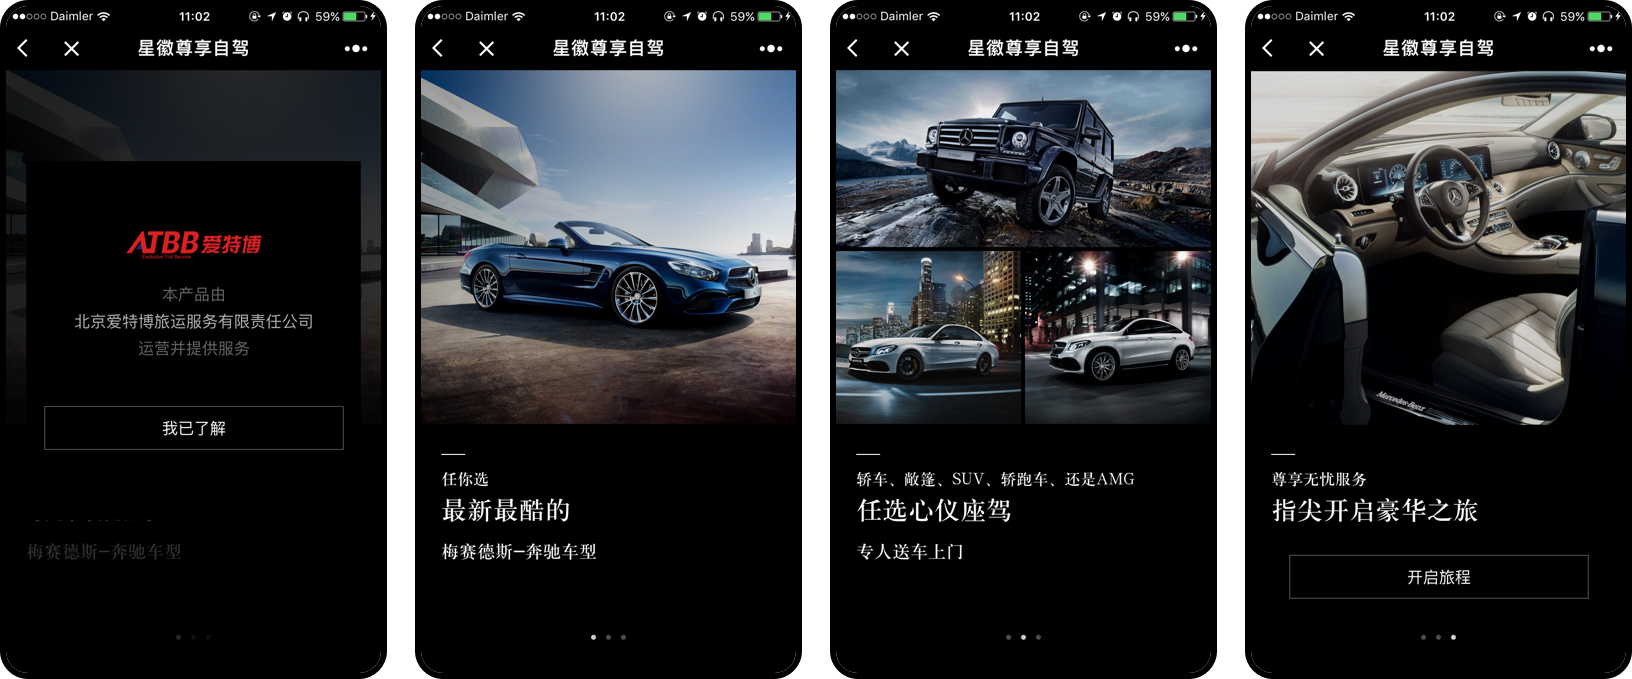 Daimler 11:02 59%
星徽尊享自驾
ATBB爱特博
Exclusive Trip Service
本产品由
北京爱特博旅运服务有限责任公司
运营并提供服务
我已了解
梅赛德斯-奔驰车型
Daimler 11:02 59%
星徽尊享自驾
任你选
最新最酷的
梅赛德斯-奔驰车型
Daimler 11:02 59%
星徽尊享自驾
轿车、敞篷、SUV、轿跑车、还是AMG
任选心仪座驾
专人送车上门
Daimler 11:02 59%
星徽尊享自驾
Mercedes-Benz
尊享无忧服务
指尖开启豪华之旅
开启旅程